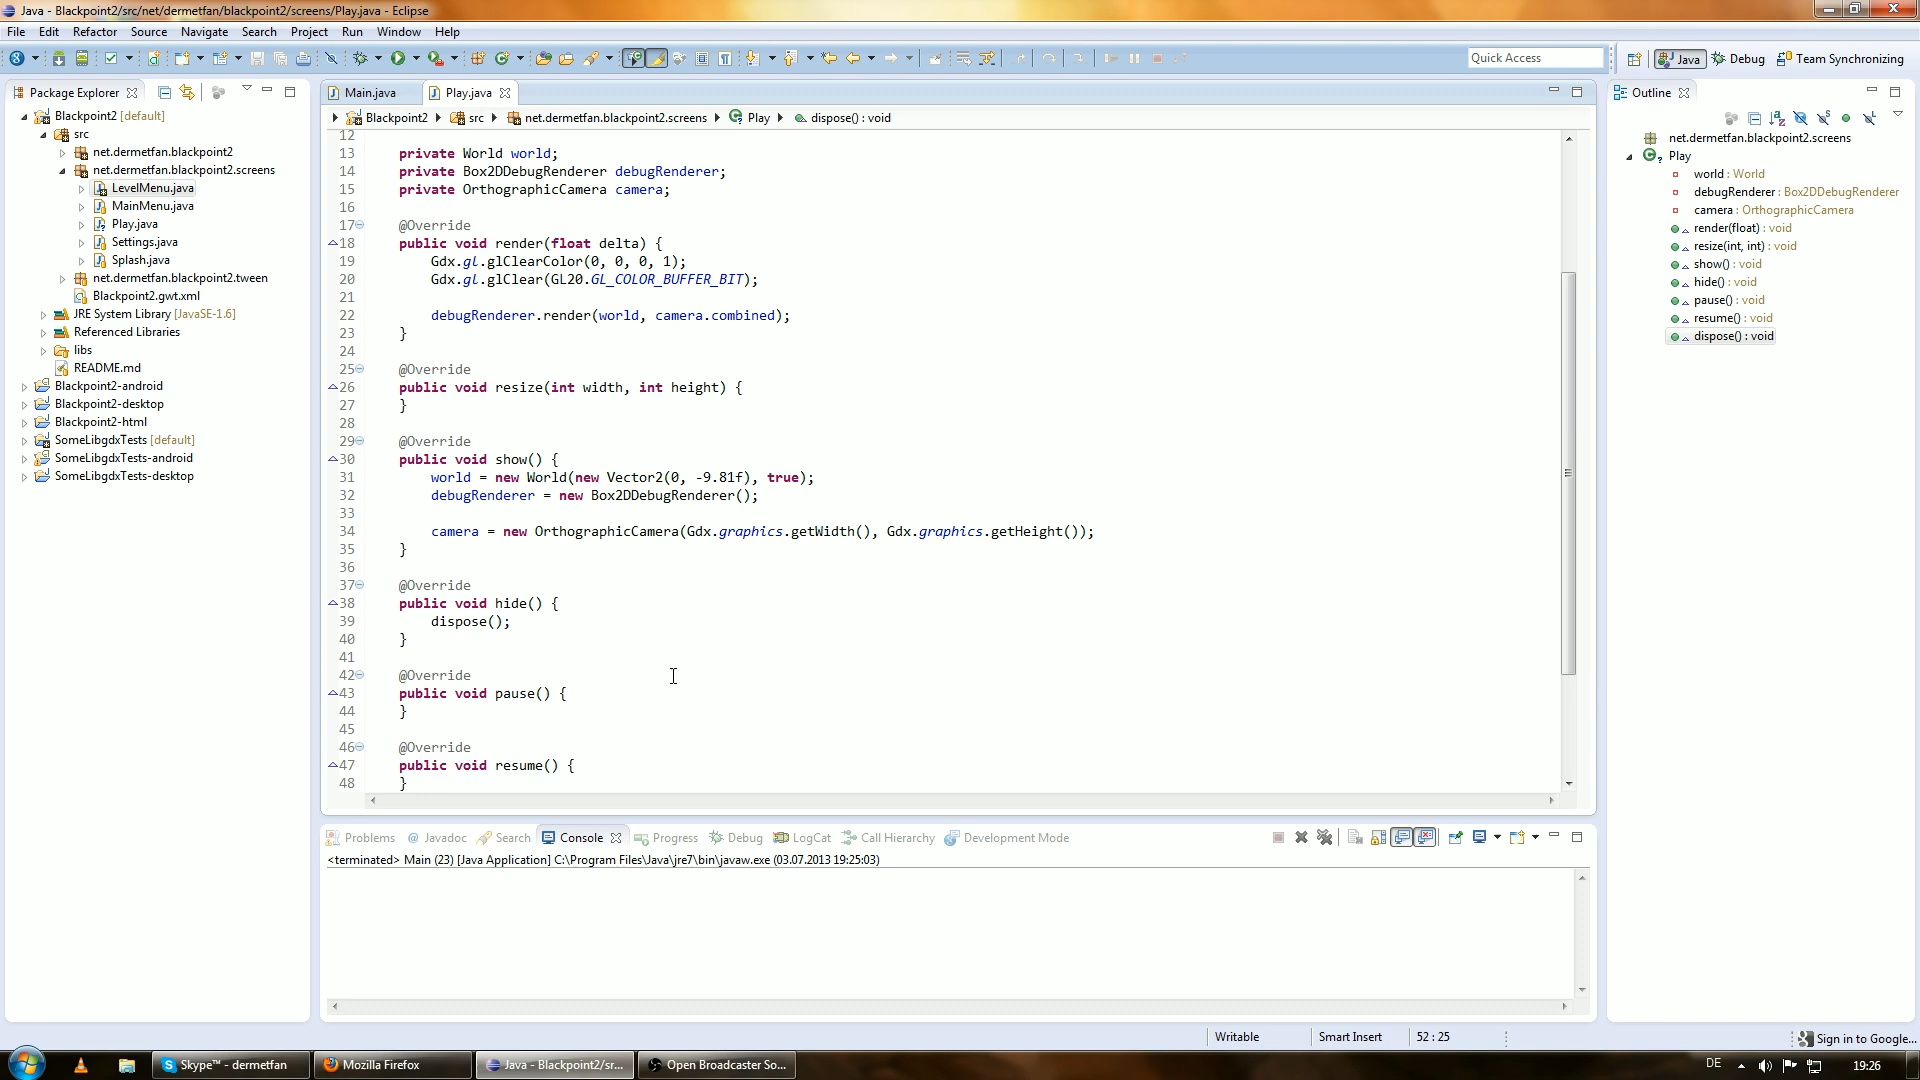 Java - Blackpoint2/src/net/dermetfan/blackpoint2/screens/Play.java - Eclipse
File Edit Refactor Source Navigate Search Project Run Window Help
Quick Access
Java
Debug
Team Synchronizing
Package Explorer
Blackpoint2 [default]
src
net.dermetfan.blackpoint2
net.dermetfan.blackpoint2.screens
LevelMenu.java
MainMenu.java
Play.java
Settings.java
Splash.java
net.dermetfan.blackpoint2.tween
Blackpoint2.gwt.xml
JRE System Library [JavaSE-1.6]
Referenced Libraries
libs
README.md
Blackpoint2-android
Blackpoint2-desktop
Blackpoint2-html
SomeLibgdxTests [default]
SomeLibgdxTests-android
SomeLibgdxTests-desktop
Main.java
Play.java
Blackpoint2 src net.dermetfan.blackpoint2.screens Play dispose() : void
12
13 private World world;
14 private Box2DDebugRenderer debugRenderer;
15 private OrthographicCamera camera;
16
17 @Override
18 public void render(float delta) {
19 Gdx.gl.glClearColor(0, 0, 0, 1);
20 Gdx.gl.glClear(GL20.GL_COLOR_BUFFER_BIT);
21
22 debugRenderer.render(world, camera.combined);
23 }
24
25 @Override
26 public void resize(int width, int height) {
27 }
28
29 @Override
30 public void show() {
31 world = new World(new Vector2(0, -9.81f), true);
32 debugRenderer = new Box2DDebugRenderer();
33
34 camera = new OrthographicCamera(Gdx.graphics.getWidth(), Gdx.graphics.getHeight());
35 }
36
37 @Override
38 public void hide() {
39 dispose();
40 }
41
42 @Override
43 public void pause() {
44 }
45
46 @Override
47 public void resume() {
48 }
Outline
net.dermetfan.blackpoint2.screens
Play
world : World
debugRenderer : Box2DDebugRenderer
camera : OrthographicCamera
render(float) : void
resize(int, int) : void
show() : void
hide() : void
pause() : void
resume() : void
dispose() : void
Problems @ Javadoc Search Console Progress Debug LogCat Call Hierarchy Development Mode
<terminated> Main (23) [Java Application] C:\Program Files\Java\jre7\bin\javaw.exe (03.07.2013 19:25:03)
Writable
Smart Insert
52 : 25
Sign in to Google...
Skype™ - dermetfan
Mozilla Firefox
Java - Blackpoint2/sr...
Open Broadcaster So...
DE
19:26